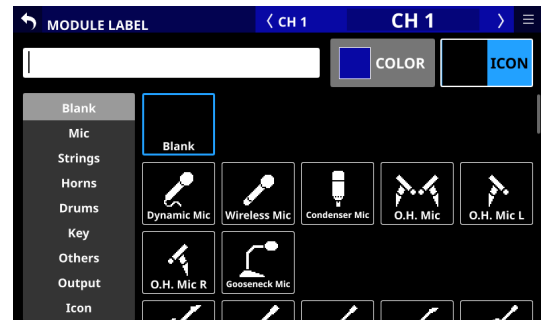 MODULE LABEL
〈 CH 1
CH 1
〉
COLOR
ICON
Blank
Mic
Strings
Horns
Drums
Key
Others
Output
Icon
Blank
Dynamic Mic
Wireless Mic
Condenser Mic
O.H. Mic
O.H. Mic L
O.H. Mic R
Gooseneck Mic